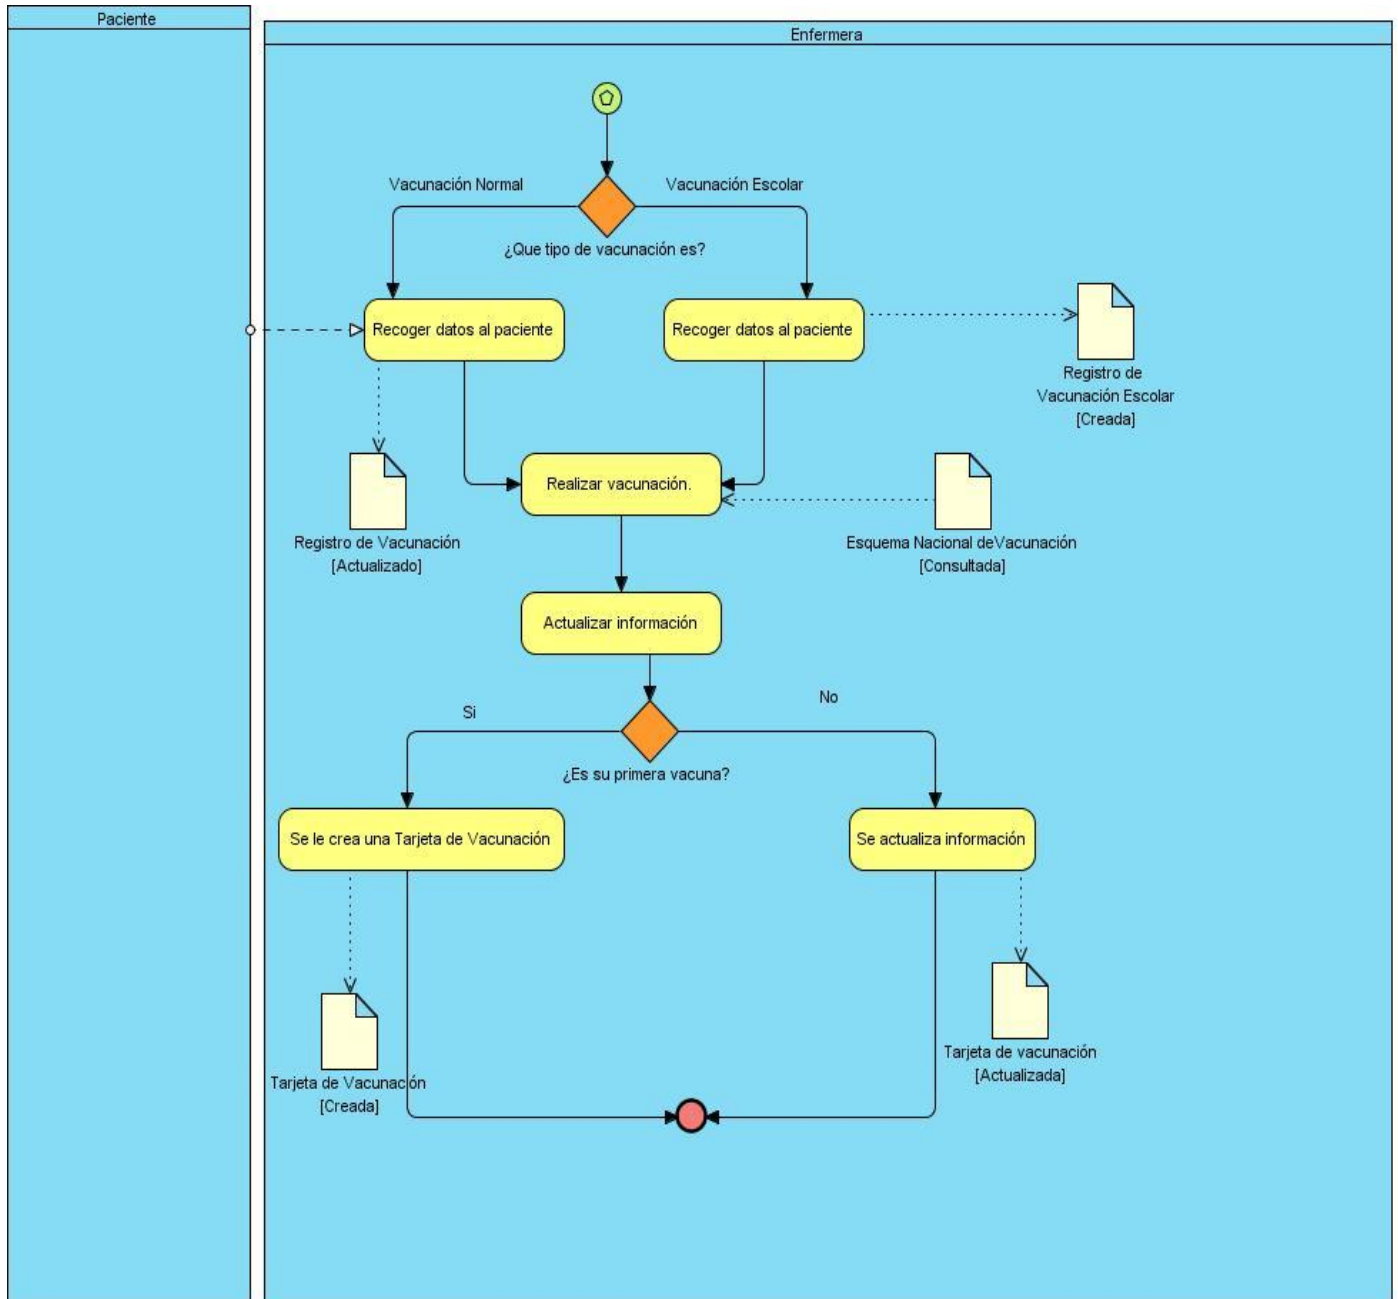 Paciente
Enfermera
Vacunación Normal
Vacunación Escolar
¿Que tipo de vacunación es?
Recoger datos al paciente
Recoger datos al paciente
Registro de
Vacunación Escolar
[Creada]
Realizar vacunación.
Registro de Vacunación
[Actualizado]
Esquema Nacional deVacunación
[Consultada]
Actualizar información
Si
No
¿Es su primera vacuna?
Se le crea una Tarjeta de Vacunación
Se actualiza información
Tarjeta de Vacunación
[Creada]
Tarjeta de vacunación
[Actualizada]